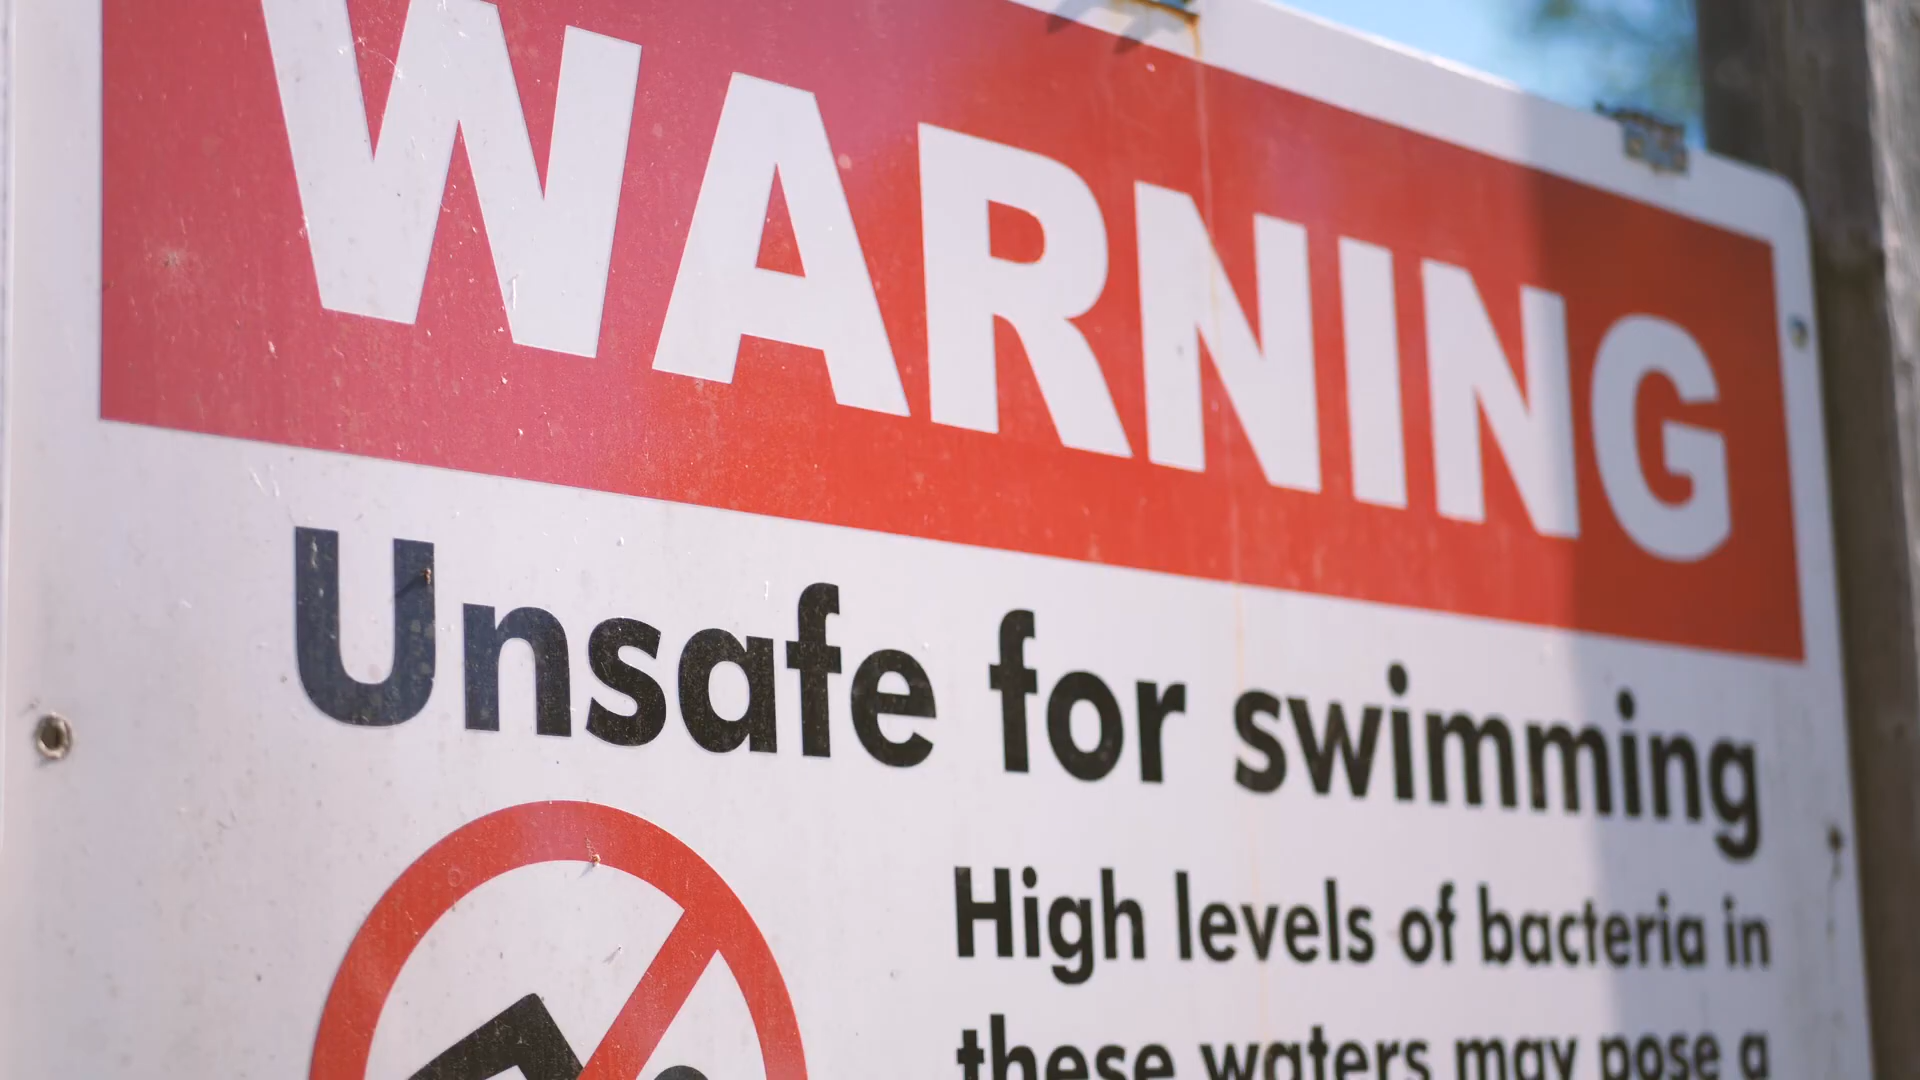 WARNING
Unsafe for swimming
High levels of bacteria in
these waters may pose a